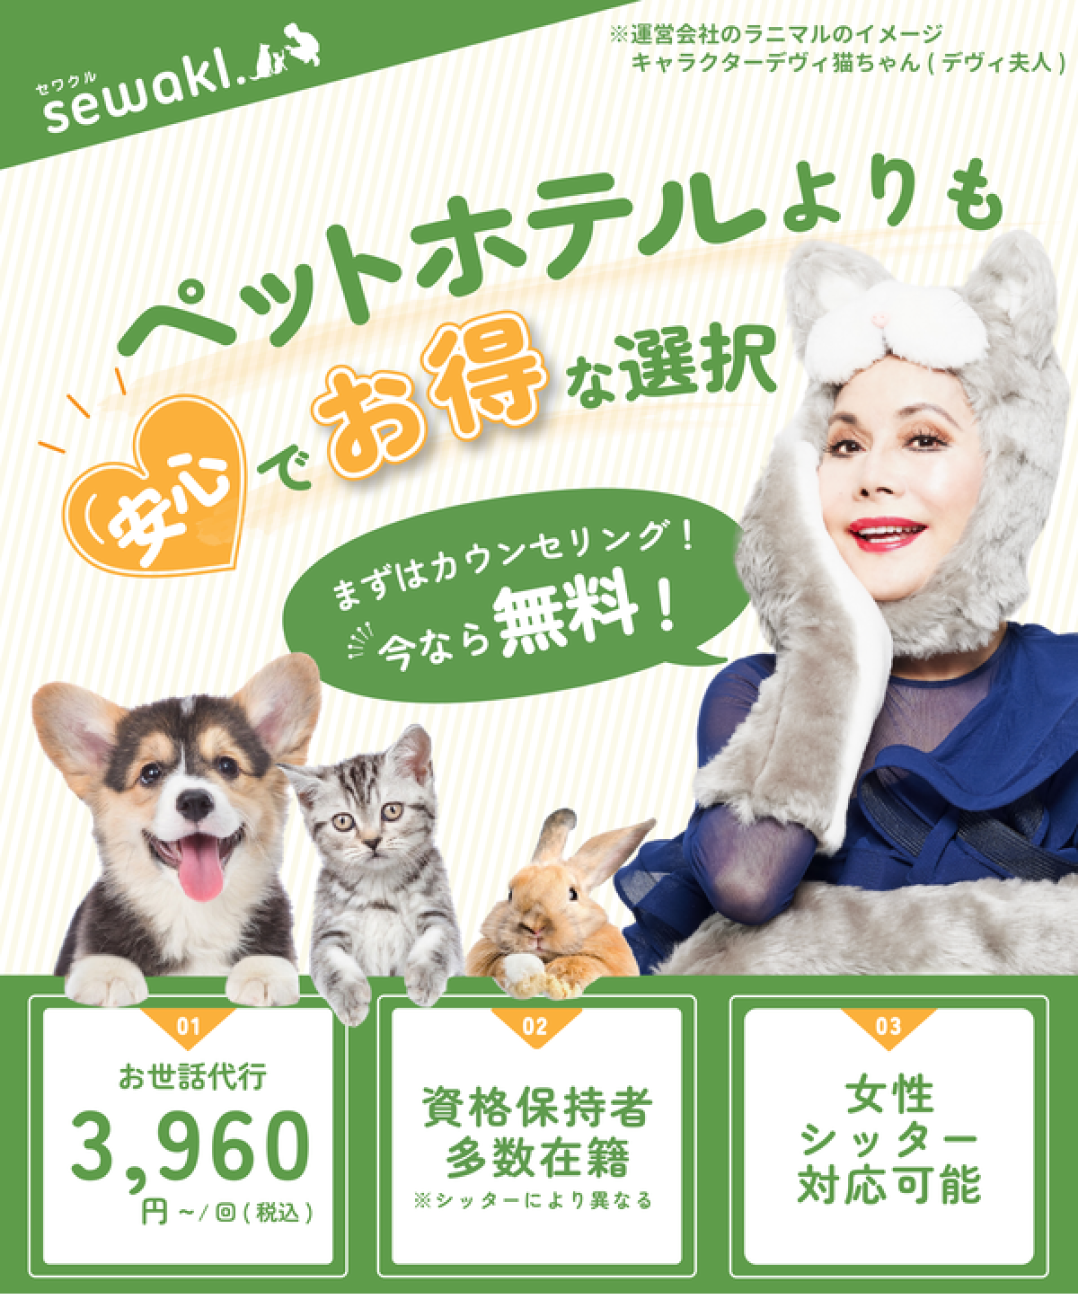 セワクル
sewakl.
※運営会社のラニマルのイメージ
キャラクターデヴィ猫ちゃん ( デヴィ夫人 )
ペットホテルよりも
安心でお得な選択
まずはカウンセリング！
今なら無料！
01
お世話代行
3,960
円 ～/ 回 ( 税込 )
02
資格保持者
多数在籍
※シッターにより異なる
03
女性
シッター
対応可能